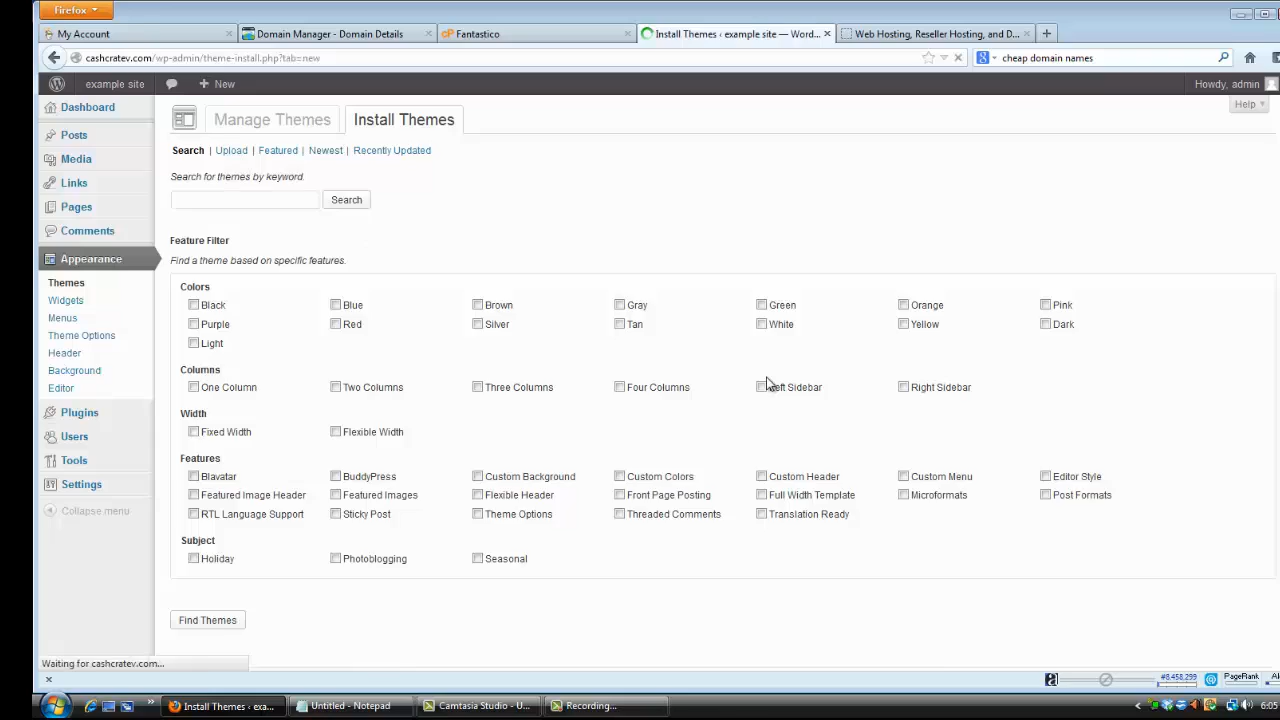 Firefox
My Account
Domain Manager - Domain Details
Fantastico
Install Themes ‹ example site — Word...
Web Hosting, Reseller Hosting, and D...
cashcratev.com/wp-admin/theme-install.php?tab=new
cheap domain names
example site
New
Howdy, admin
Dashboard
Posts
Media
Links
Pages
Comments
Appearance
Themes
Widgets
Menus
Theme Options
Header
Background
Editor
Plugins
Users
Tools
Settings
Collapse menu
Manage Themes
Install Themes
Help
Search | Upload | Featured | Newest | Recently Updated
Search for themes by keyword.
Search
Feature Filter
Find a theme based on specific features.
Colors
Black Blue Brown Gray Green Orange Pink
Purple Red Silver Tan White Yellow Dark
Light
Columns
One Column Two Columns Three Columns Four Columns Left Sidebar Right Sidebar
Width
Fixed Width Flexible Width
Features
Blavatar BuddyPress Custom Background Custom Colors Custom Header Custom Menu Editor Style
Featured Image Header Featured Images Flexible Header Front Page Posting Full Width Template Microformats Post Formats
RTL Language Support Sticky Post Theme Options Threaded Comments Translation Ready
Subject
Holiday Photoblogging Seasonal
Find Themes
Waiting for cashcratev.com...
#8,458,299
PageRank
Install Themes ‹ exa...
Untitled - Notepad
Camtasia Studio - U...
Recording...
6:05